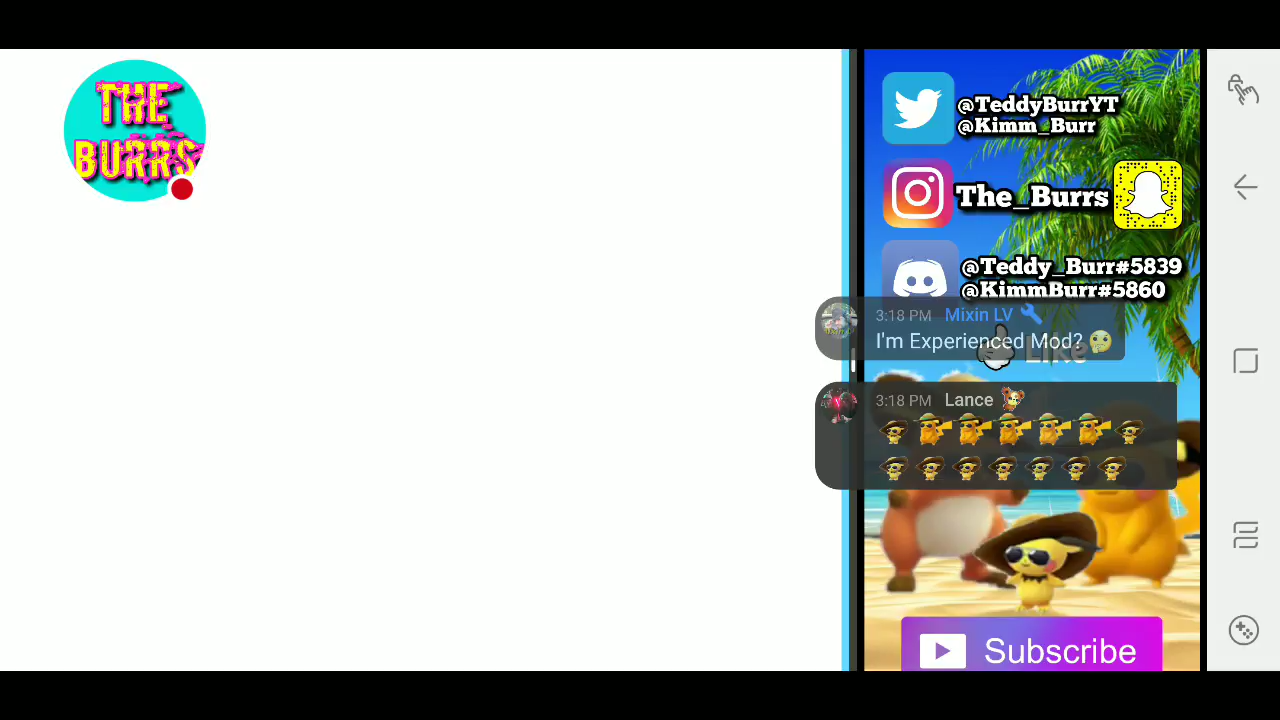 THE
BURRS
@TeddyBurrYT
@Kimm_Burr
The_Burrs
@Teddy_Burr#5839
@KimmBurr#5860
3:18 PM Mixin LV
I'm Experienced Mod?
Like
3:18 PM Lance
Subscribe